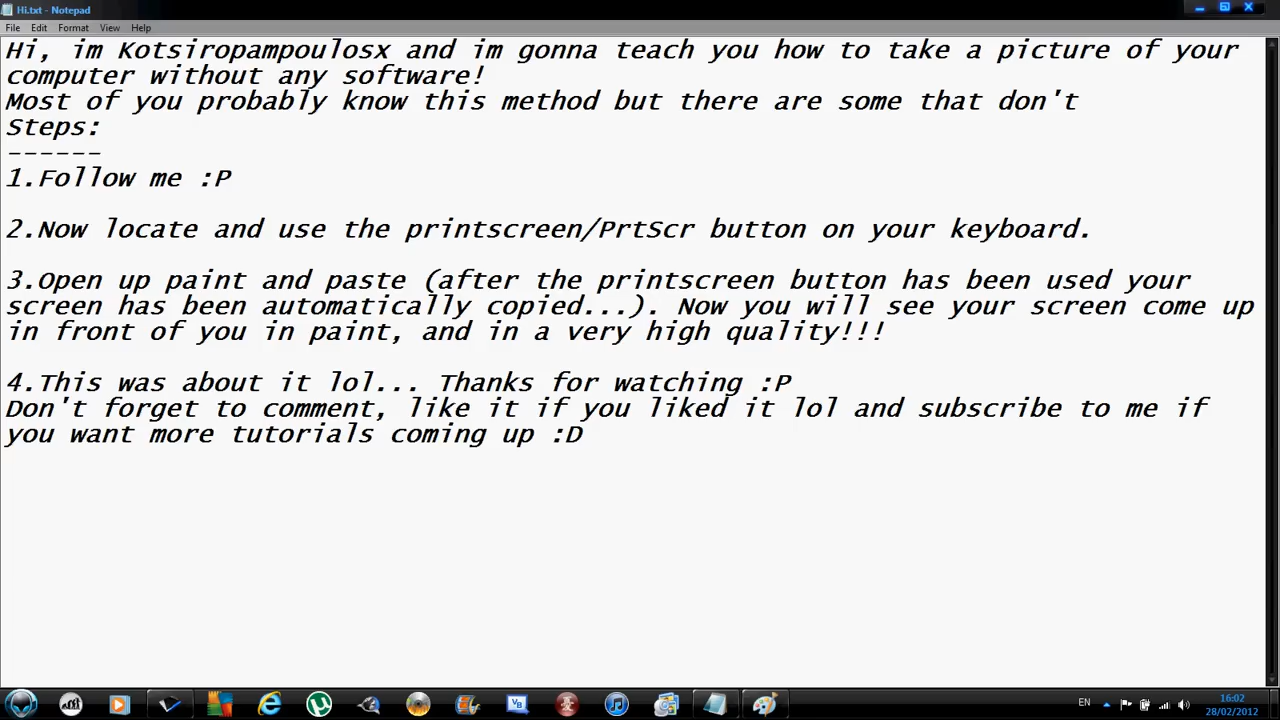 Hi.txt - Notepad
File Edit Format View Help
Hi, im Kotsiropampoulosx and im gonna teach you how to take a picture of your
computer without any software!
Most of you probably know this method but there are some that don't
Steps:
------
1.Follow me :P
2.Now locate and use the printscreen/PrtScr button on your keyboard.
3.Open up paint and paste (after the printscreen button has been used your
screen has been automatically copied...). Now you will see your screen come up
in front of you in paint, and in a very high quality!!!
4.This was about it lol... Thanks for watching :P
Don't forget to comment, like it if you liked it lol and subscribe to me if
you want more tutorials coming up :D
VB
EN
16:02
28/02/2012